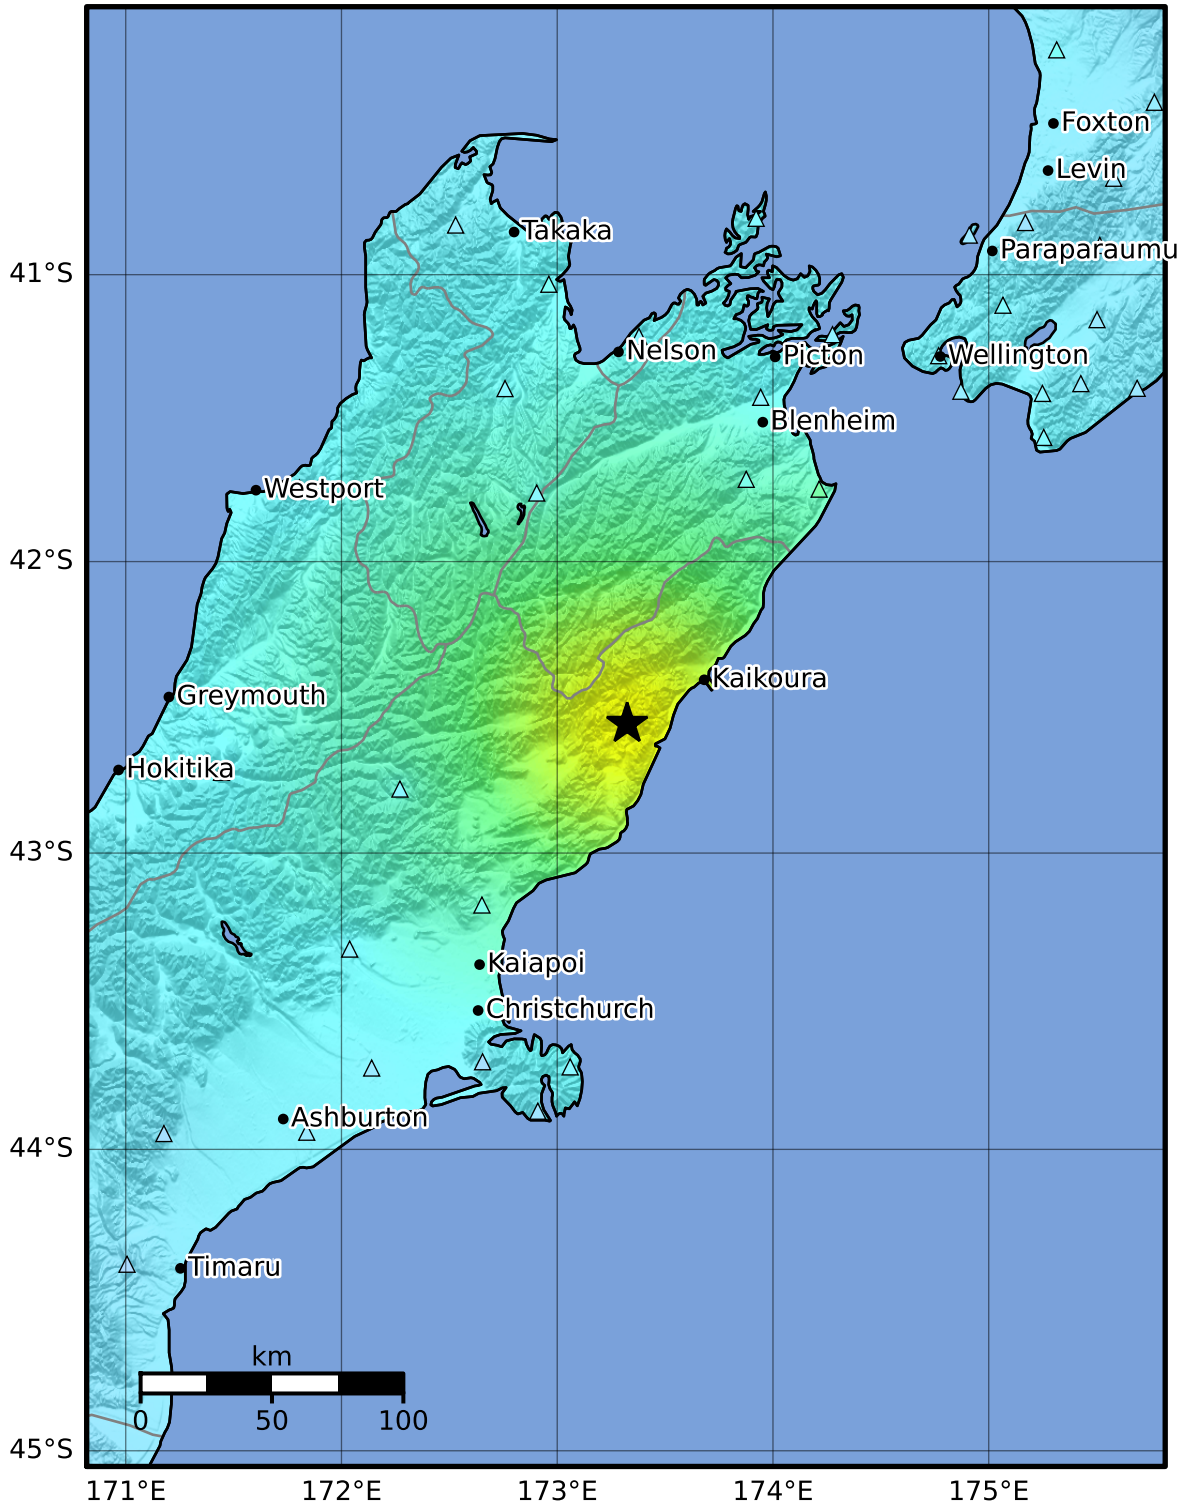 Foxton
Levin
Takaka
Paraparaumu
41°S
Nelson
Picton
Wellington
Blenheim
Westport
42°S
Kaikoura
Greymouth
Hokitika
43°S
Kaiapoi
Christchurch
Ashburton
44°S
Timaru
km
0 50 100
45°S
171°E 172°E 173°E 174°E 175°E